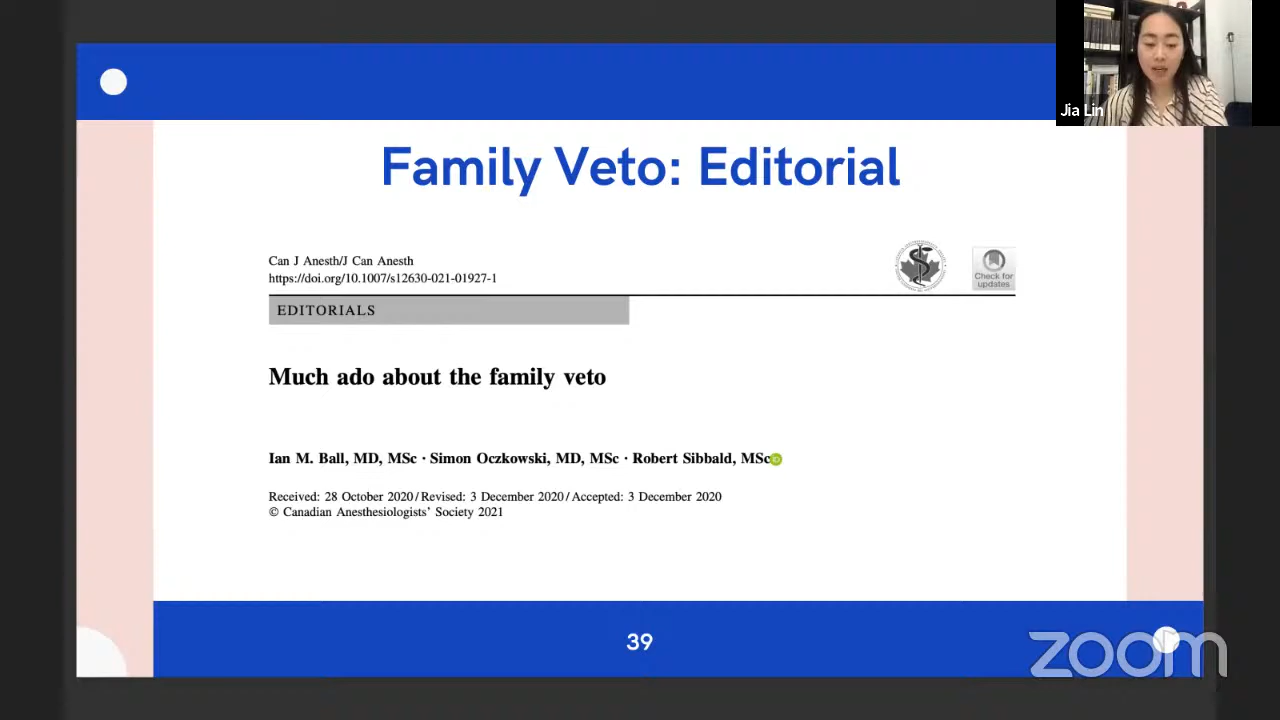 Jia Lin
Family Veto: Editorial
Can J Anesth/J Can Anesth
https://doi.org/10.1007/s12630-021-01927-1
Check for
updates
EDITORIALS
Much ado about the family veto
Ian M. Ball, MD, MSc · Simon Oczkowski, MD, MSc · Robert Sibbald, MSc
Received: 28 October 2020 / Revised: 3 December 2020 / Accepted: 3 December 2020
© Canadian Anesthesiologists' Society 2021
39
zoom